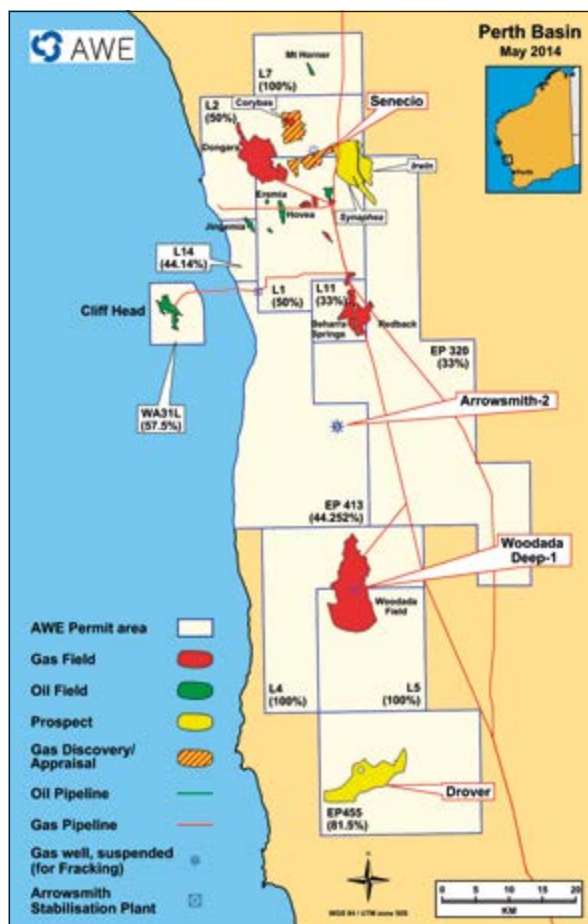 AWE
Perth Basin
May 2014
Mt Horner
L7
(100%)
L2
(50%)
Corybas
Senecio
Dongara
Irwin
Eremia
Hovea
Synaphea
Jingemia
L14
(44.14%)
L1
(50%)
L11
(33%)
Cliff Head
Beharra
Springs
Redback
EP 320
(33%)
WA31L
(57.5%)
Arrowsmith-2
EP 413
(44.252%)
Woodada
Deep-1
Woodada
Field
AWE Permit area
Gas Field
Oil Field
Prospect
Gas Discovery/
Appraisal
Oil Pipeline
Gas Pipeline
Gas well, suspended
(for Fracking)
Arrowsmith
Stabilisation Plant
L4
(100%)
L5
(100%)
Drover
EP455
(81.5%)
0 10 20
KM